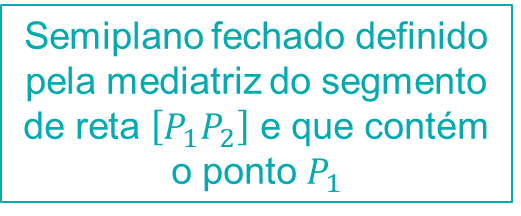 Semiplano fechado definido
pela mediatriz do segmento
de reta [P₁P₂] e que contém
o ponto P₁